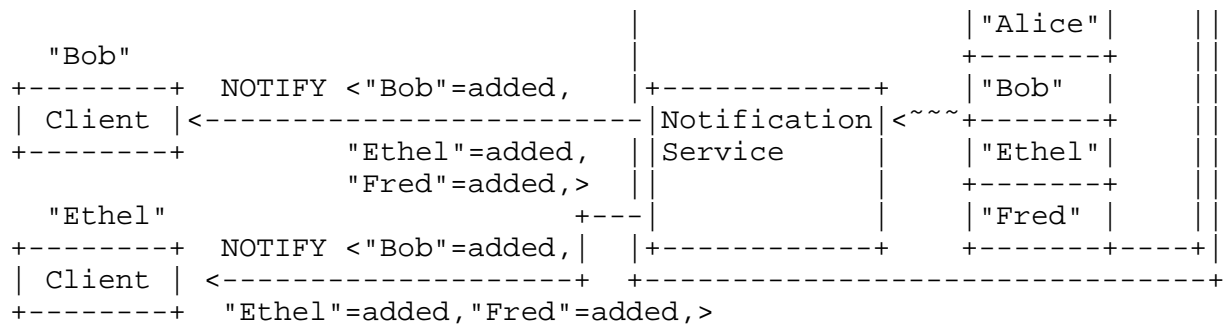 "Alice"
"Bob"
NOTIFY <"Bob"=added, "Bob"
Client Notification
"Ethel"=added, Service "Ethel"
"Fred"=added,>
"Ethel" "Fred"
NOTIFY <"Bob"=added,
Client
"Ethel"=added,"Fred"=added,>